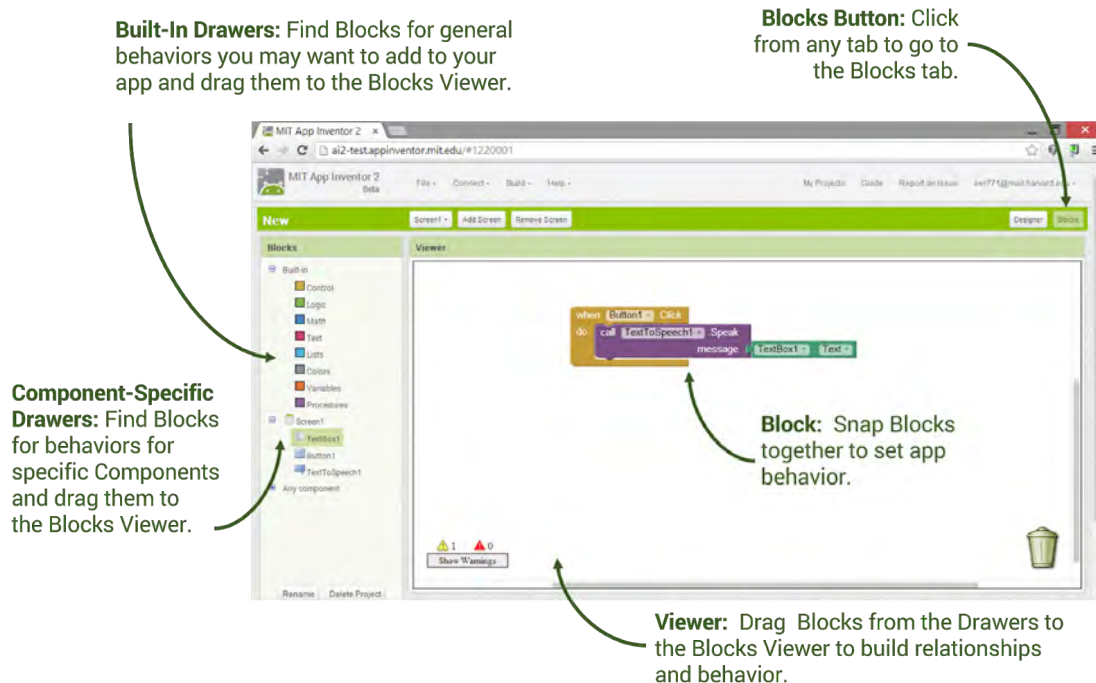 Built-In Drawers: Find Blocks for general
behaviors you may want to add to your
app and drag them to the Blocks Viewer.
Blocks Button: Click
from any tab to go to
the Blocks tab.
MIT App Inventor 2
ai2-test.appinventor.mit.edu/#1220001
MIT App Inventor 2
Beta
File Connect Build Help
My Projects Guide Report an Issue
New
Screen1 Add Screen Remove Screen
Designer Blocks
Blocks
Viewer
Built-in
Control
Logic
Math
Text
Lists
Colors
Variables
Procedures
Screen1
TextBox1
Button1
TextToSpeech1
Any component
when Button1 .Click
do call TextToSpeech1 .Speak
message TextBox1 . Text
Component-Specific
Drawers: Find Blocks
for behaviors for
specific Components
and drag them to
the Blocks Viewer.
Block: Snap Blocks
together to set app
behavior.
1 0
Show Warnings
Rename Delete Project
Viewer: Drag Blocks from the Drawers to
the Blocks Viewer to build relationships
and behavior.